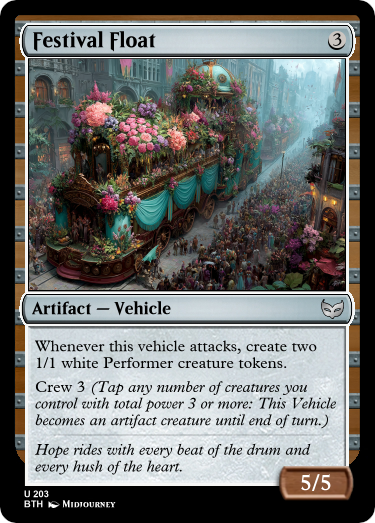 Festival Float
3
Artifact — Vehicle
Whenever this vehicle attacks, create two
1/1 white Performer creature tokens.
Crew 3 (Tap any number of creatures you
control with total power 3 or more: This Vehicle
becomes an artifact creature until end of turn.)
Hope rides with every beat of the drum and
every hush of the heart.
5/5
U 203
BTH Midjourney